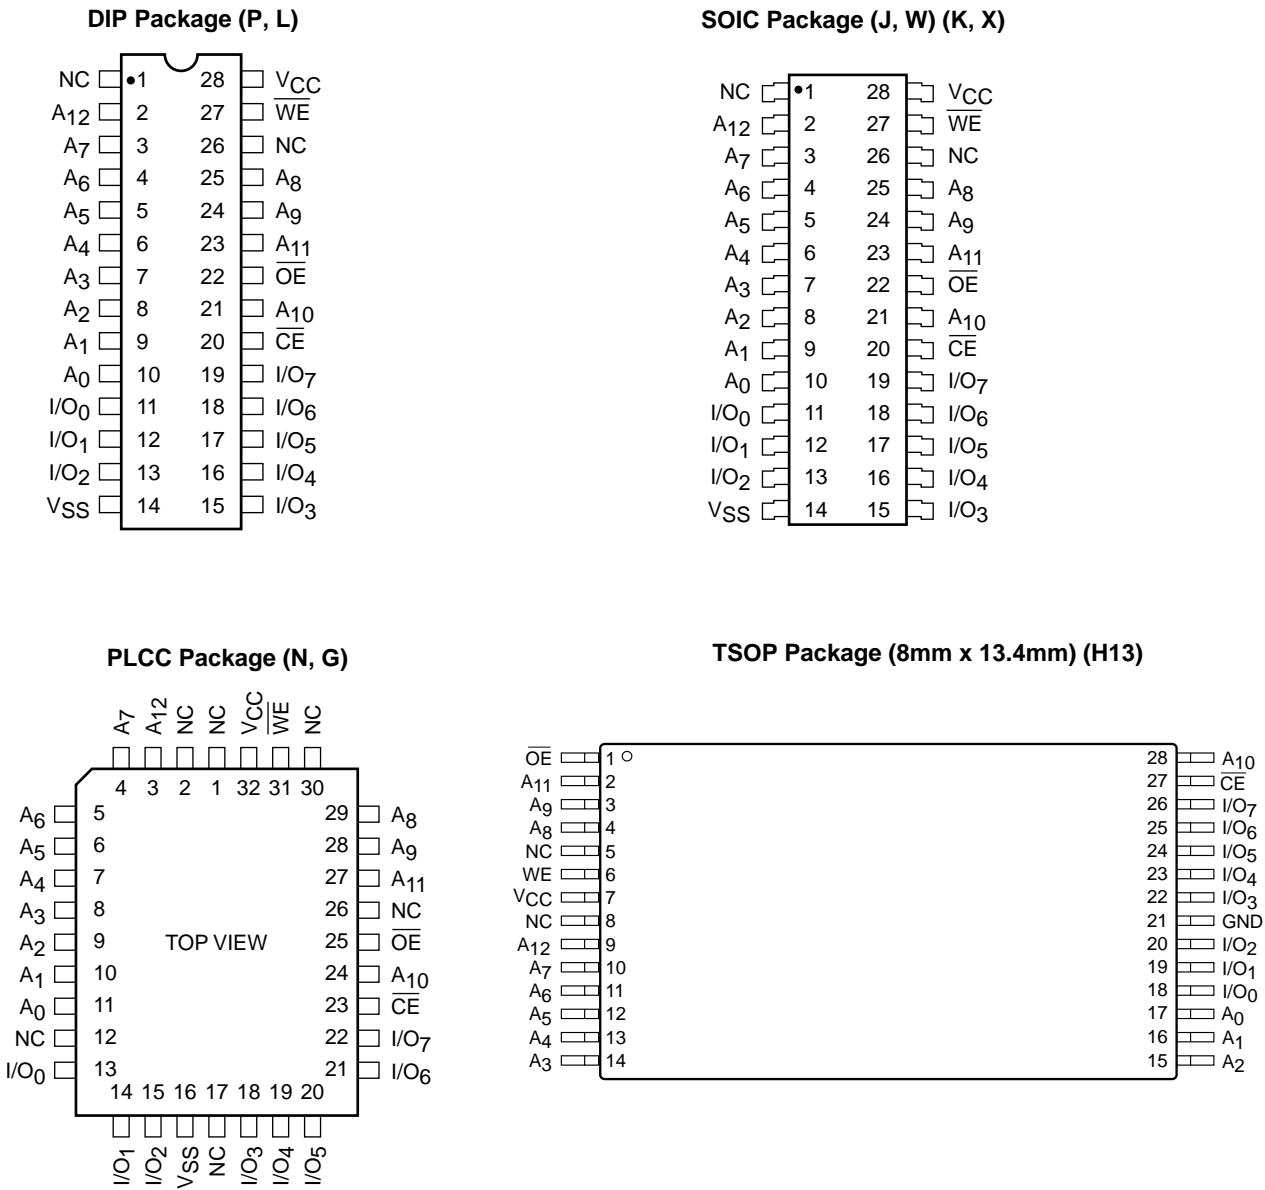 DIP Package (P, L)
NC 1 28 VCC
A12 2 27 WE
A7 3 26 NC
A6 4 25 A8
A5 5 24 A9
A4 6 23 A11
A3 7 22 OE
A2 8 21 A10
A1 9 20 CE
A0 10 19 I/O7
I/O0 11 18 I/O6
I/O1 12 17 I/O5
I/O2 13 16 I/O4
VSS 14 15 I/O3
SOIC Package (J, W) (K, X)
NC 1 28 VCC
A12 2 27 WE
A7 3 26 NC
A6 4 25 A8
A5 5 24 A9
A4 6 23 A11
A3 7 22 OE
A2 8 21 A10
A1 9 20 CE
A0 10 19 I/O7
I/O0 11 18 I/O6
I/O1 12 17 I/O5
I/O2 13 16 I/O4
VSS 14 15 I/O3
PLCC Package (N, G)
A7 A12 NC NC VCC WE NC
4 3 2 1 32 31 30
A6 5 29 A8
A5 6 28 A9
A4 7 27 A11
A3 8 26 NC
A2 9 TOP VIEW 25 OE
A1 10 24 A10
A0 11 23 CE
NC 12 22 I/O7
I/O0 13 21 I/O6
14 15 16 17 18 19 20
I/O1 I/O2 VSS NC I/O3 I/O4 I/O5
TSOP Package (8mm x 13.4mm) (H13)
OE 1 28 A10
A11 2 27 CE
A9 3 26 I/O7
A8 4 25 I/O6
NC 5 24 I/O5
WE 6 23 I/O4
VCC 7 22 I/O3
NC 8 21 GND
A12 9 20 I/O2
A7 10 19 I/O1
A6 11 18 I/O0
A5 12 17 A0
A4 13 16 A1
A3 14 15 A2